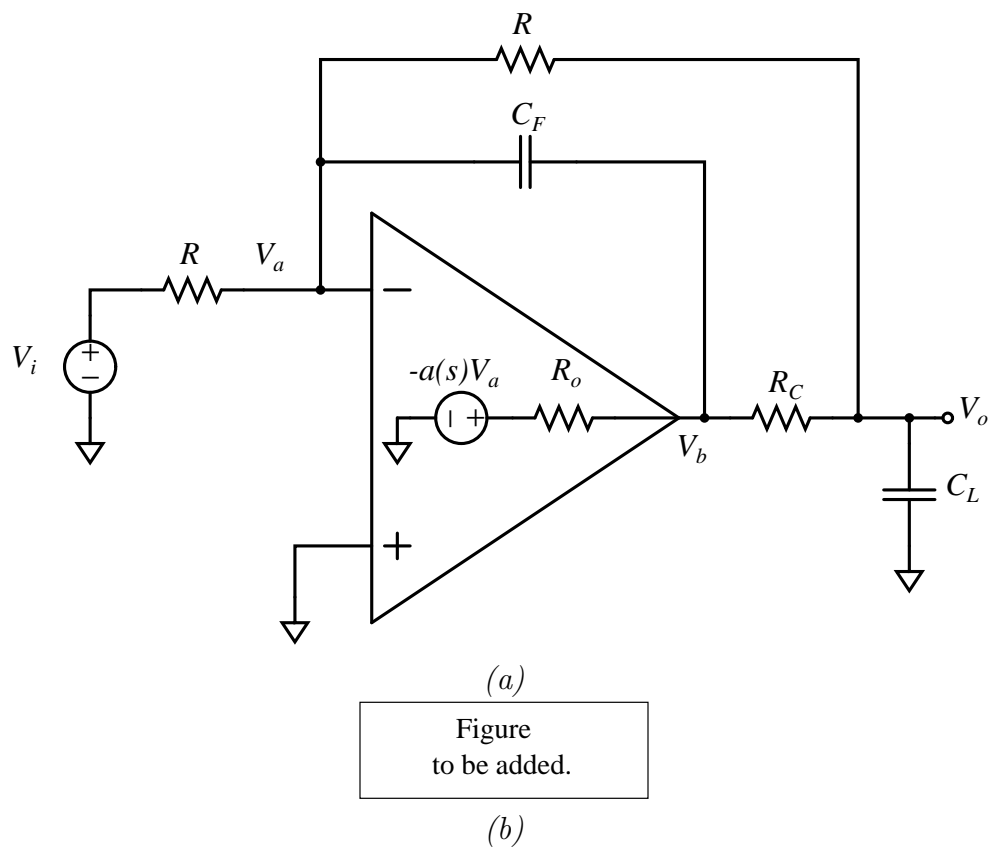 R
C_F
R
V_a
V_i
-a(s)V_a
R_o
R_C
V_o
V_b
C_L
(a)
Figure
to be added.
(b)